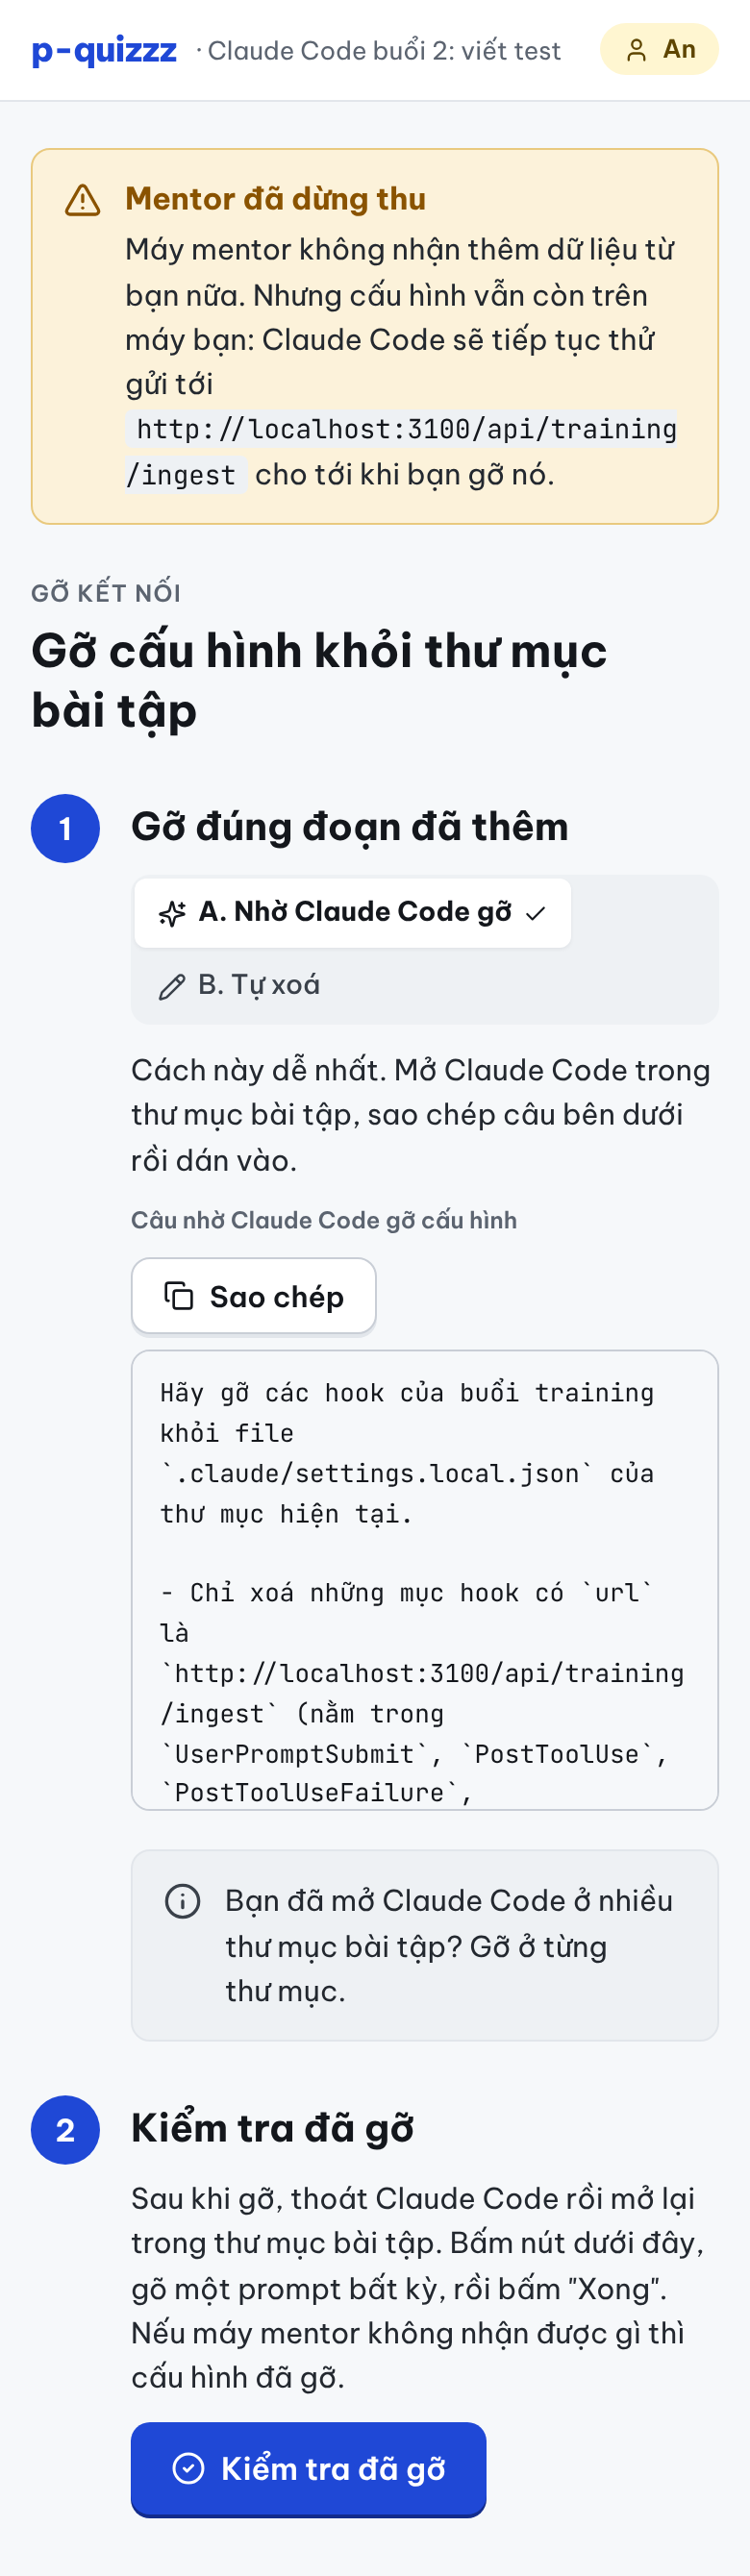 p-quizzz · Claude Code buổi 2: viết test An
Mentor đã dừng thu
Máy mentor không nhận thêm dữ liệu từ
bạn nữa. Nhưng cấu hình vẫn còn trên
máy bạn: Claude Code sẽ tiếp tục thử
gửi tới
http://localhost:3100/api/training
/ingest cho tới khi bạn gỡ nó.
GỠ KẾT NỐI
Gỡ cấu hình khỏi thư mục
bài tập
1 Gỡ đúng đoạn đã thêm
A. Nhờ Claude Code gỡ
B. Tự xoá
Cách này dễ nhất. Mở Claude Code trong
thư mục bài tập, sao chép câu bên dưới
rồi dán vào.
Câu nhờ Claude Code gỡ cấu hình
Sao chép
Hãy gỡ các hook của buổi training
khỏi file
`.claude/settings.local.json` của
thư mục hiện tại.
- Chỉ xoá những mục hook có `url`
là
`http://localhost:3100/api/training
/ingest` (nằm trong
`UserPromptSubmit`, `PostToolUse`,
`PostToolUseFailure`,
Bạn đã mở Claude Code ở nhiều
thư mục bài tập? Gỡ ở từng
thư mục.
2 Kiểm tra đã gỡ
Sau khi gỡ, thoát Claude Code rồi mở lại
trong thư mục bài tập. Bấm nút dưới đây,
gõ một prompt bất kỳ, rồi bấm "Xong".
Nếu máy mentor không nhận được gì thì
cấu hình đã gỡ.
Kiểm tra đã gỡ